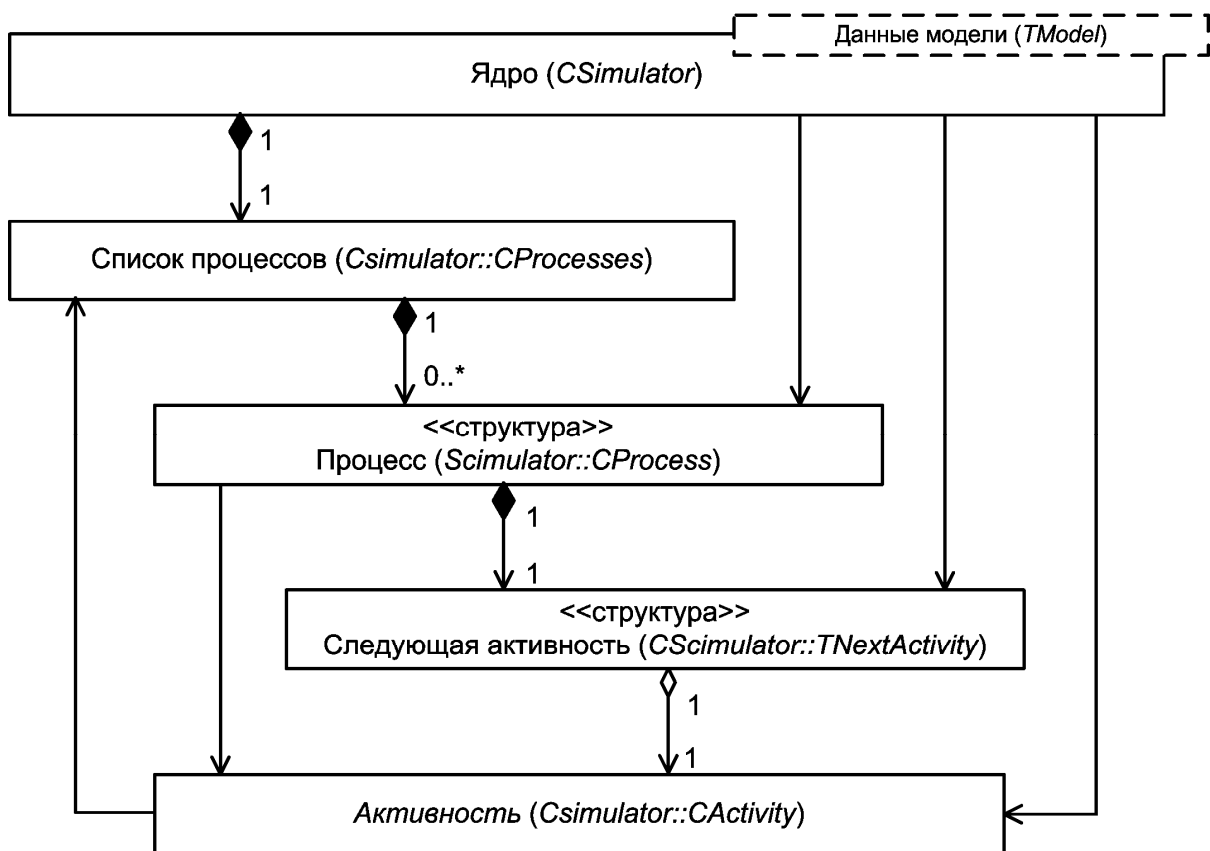 Данные модели (TModel)
Ядро (CSimulator)
1
1
Список процессов (Csimulator::CProcesses)
1
0..*
<<структура>>
Процесс (Scimulator::CProcess)
1
1
<<структура>>
Следующая активность (CScimulator::TNextActivity)
1
1
Активность (Csimulator::CActivity)